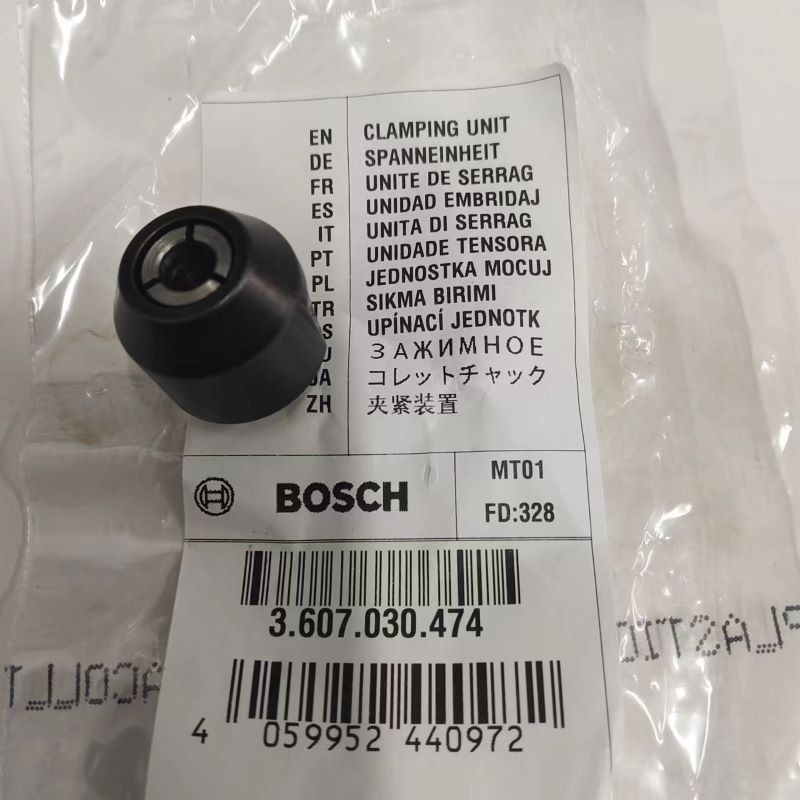 EN CLAMPING UNIT
DE SPANNEINHEIT
FR UNITE DE SERRAG
ES UNIDAD EMBRIDAJ
IT UNITA DI SERRAG
PT UNIDADE TENSORA
PL JEDNOSTKA MOCUJ
TR SIKMA BIRIMI
S UPÍNACÍ JEDNOTK
U ЗАЖИМНОЕ
JA コレットチャック
ZH 夹紧装置
BOSCH
MT01
FD:328
3.607.030.474
4 059952 440972